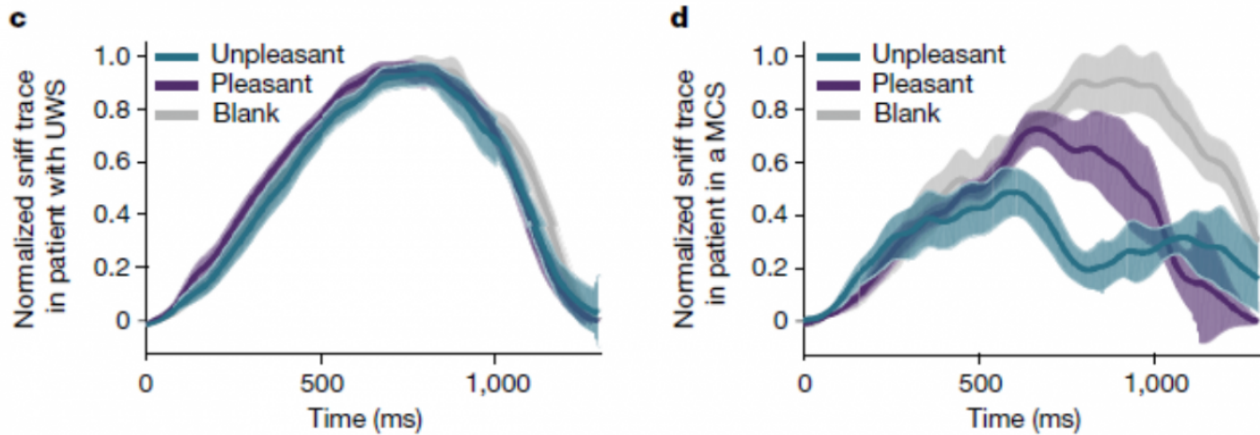 c
Normalized sniff trace
in patient with UWS
1.0
0.8
0.6
0.4
0.2
0
Unpleasant
Pleasant
Blank
0 500 1,000
Time (ms)
d
Normalized sniff trace
in patient in a MCS
1.0
0.8
0.6
0.4
0.2
0
Unpleasant
Pleasant
Blank
0 500 1,000
Time (ms)